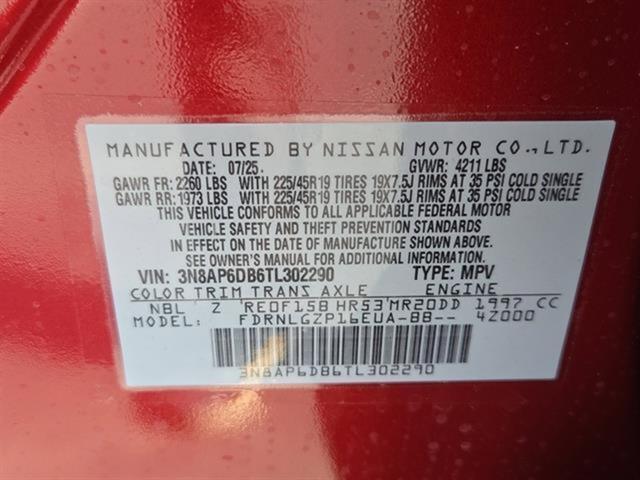 MANUFACTURED BY NISSAN MOTOR CO.,LTD.
DATE: 07/25. GVWR: 4211 LBS
GAWR FR: 2260 LBS WITH 225/45R19 TIRES 19X7.5J RIMS AT 35 PSI COLD SINGLE
GAWR RR: 1973 LBS WITH 225/45R19 TIRES 19X7.5J RIMS AT 35 PSI COLD SINGLE
THIS VEHICLE CONFORMS TO ALL APPLICABLE FEDERAL MOTOR
VEHICLE SAFETY AND THEFT PREVENTION STANDARDS
IN EFFECT ON THE DATE OF MANUFACTURE SHOWN ABOVE.
SEE OWNER'S MANUAL FOR ADDITIONAL INFORMATION.
VIN: 3N8AP6DB6TL302290 TYPE: MPV
COLOR TRIM TRANS AXLE ENGINE
NBL Z 'RE0F15B HR53'MR20DD 1997 CC
MODEL: FDRNLGZP16EUA-BB-- 4Z000
3N8AP6DB6TL302290